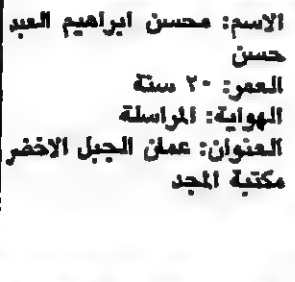 الاسم: محسن ابراهيم العبد
حسن
العمر: ٢٠ سنة
الهواية: المراسلة
العنوان: عمان الجبل الاخضر
مكتبة المجد